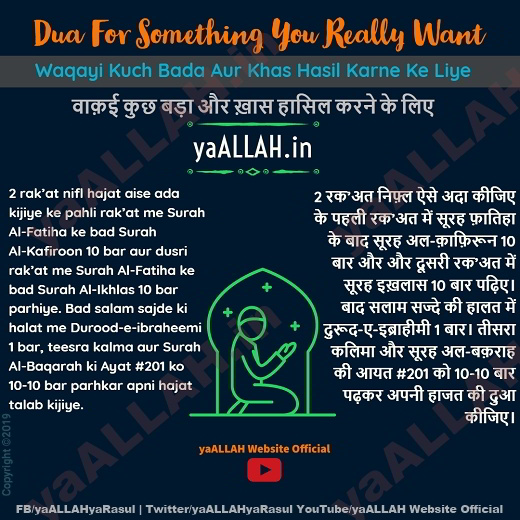 Dua For Something You Really Want
Waqayi Kuch Bada Aur Khas Hasil Karne Ke Liye
वाक़ई कुछ बड़ा और ख़ास हासिल करने के लिए
yaALLAH.in
2 rak'at nifl hajat aise ada
kijiye ke pahli rak'at me Surah
Al-Fatiha ke bad Surah
Al-Kafiroon 10 bar aur dusri
rak'at me Surah Al-Fatiha ke
bad Surah Al-Ikhlas 10 bar
parhiye. Bad salam sajde ki
halat me Durood-e-ibraheemi
1 bar, teesra kalma aur Surah
Al-Baqarah ki Ayat #201 ko
10-10 bar parhkar apni hajat
talab kijiye.
2 रक'अत निफ़्ल ऐसे अदा कीजिए
के पहली रक'अत में सूरह फ़ातिहा
के बाद सूरह अल-क़ाफ़िरून 10
बार और और दूसरी रक'अत में
सूरह इख़लास 10 बार पढ़िए।
बाद सलाम सज्दे की हालत में
दुरूद-ए-इब्राहीमी 1 बार। तीसरा
कलिमा और सूरह अल-बक़राह
की आयत #201 को 10-10 बार
पढ़कर अपनी हाजत की दुआ
कीजिए।
yaALLAH Website Official
Copyright ©2019
FB/yaALLAHyaRasul | Twitter/yaALLAHyaRasul YouTube/yaALLAH Website Official
yaALLAH.in